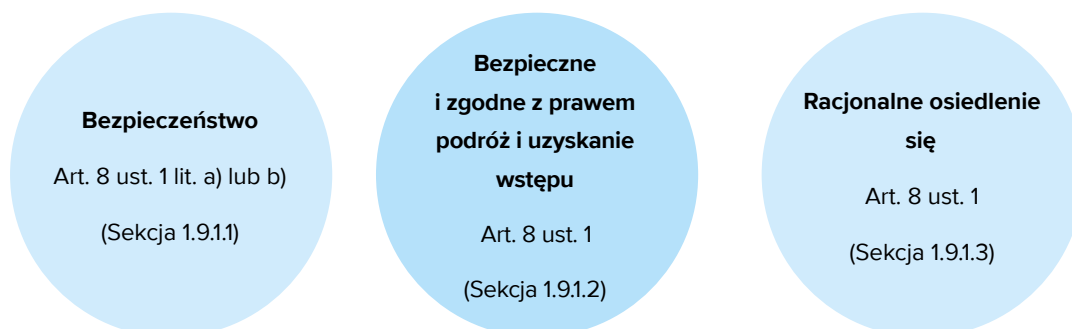 Bezpieczeństwo
Art. 8 ust. 1 lit. a) lub b)
(Sekcja 1.9.1.1)
Bezpieczne
i zgodne z prawem
podróż i uzyskanie
wstępu
Art. 8 ust. 1
(Sekcja 1.9.1.2)
Racjonalne osiedlenie
się
Art. 8 ust. 1
(Sekcja 1.9.1.3)